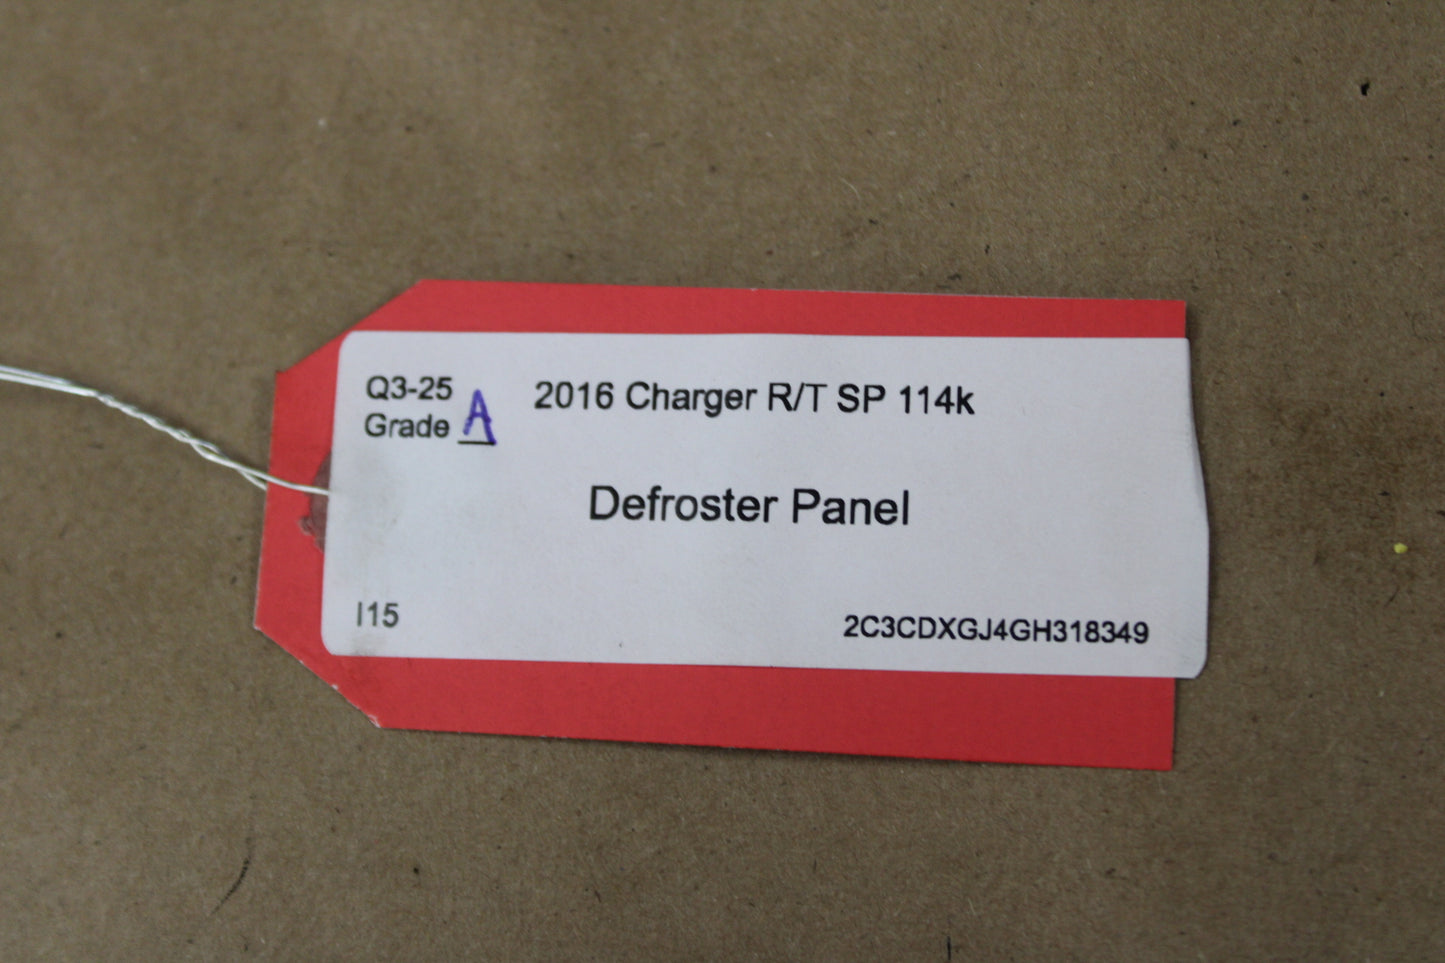 Q3-25
Grade A
2016 Charger R/T SP 114k
Defroster Panel
I15
2C3CDXGJ4GH318349